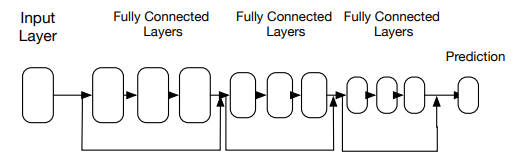 Input
Layer
Fully Connected
Layers
Fully Connected
Layers
Fully Connected
Layers
Prediction